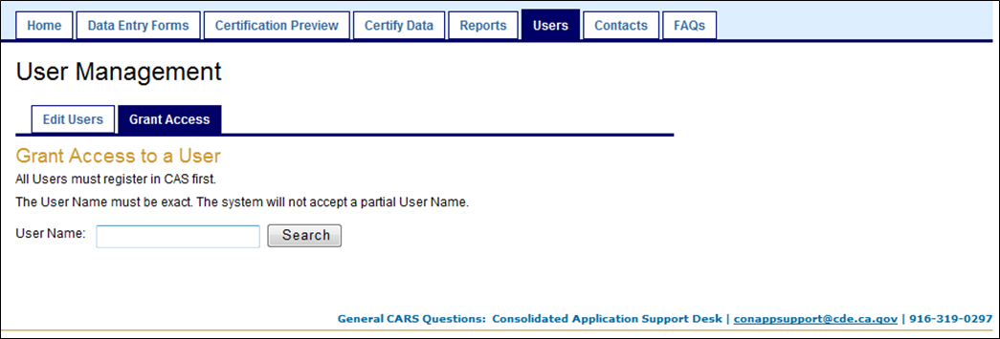 Home Data Entry Forms Certification Preview Certify Data Reports Users Contacts FAQs
User Management
Edit Users Grant Access
Grant Access to a User
All Users must register in CAS first.
The User Name must be exact. The system will not accept a partial User Name.
User Name: Search
General CARS Questions: Consolidated Application Support Desk | conappsupport@cde.ca.gov | 916-319-0297